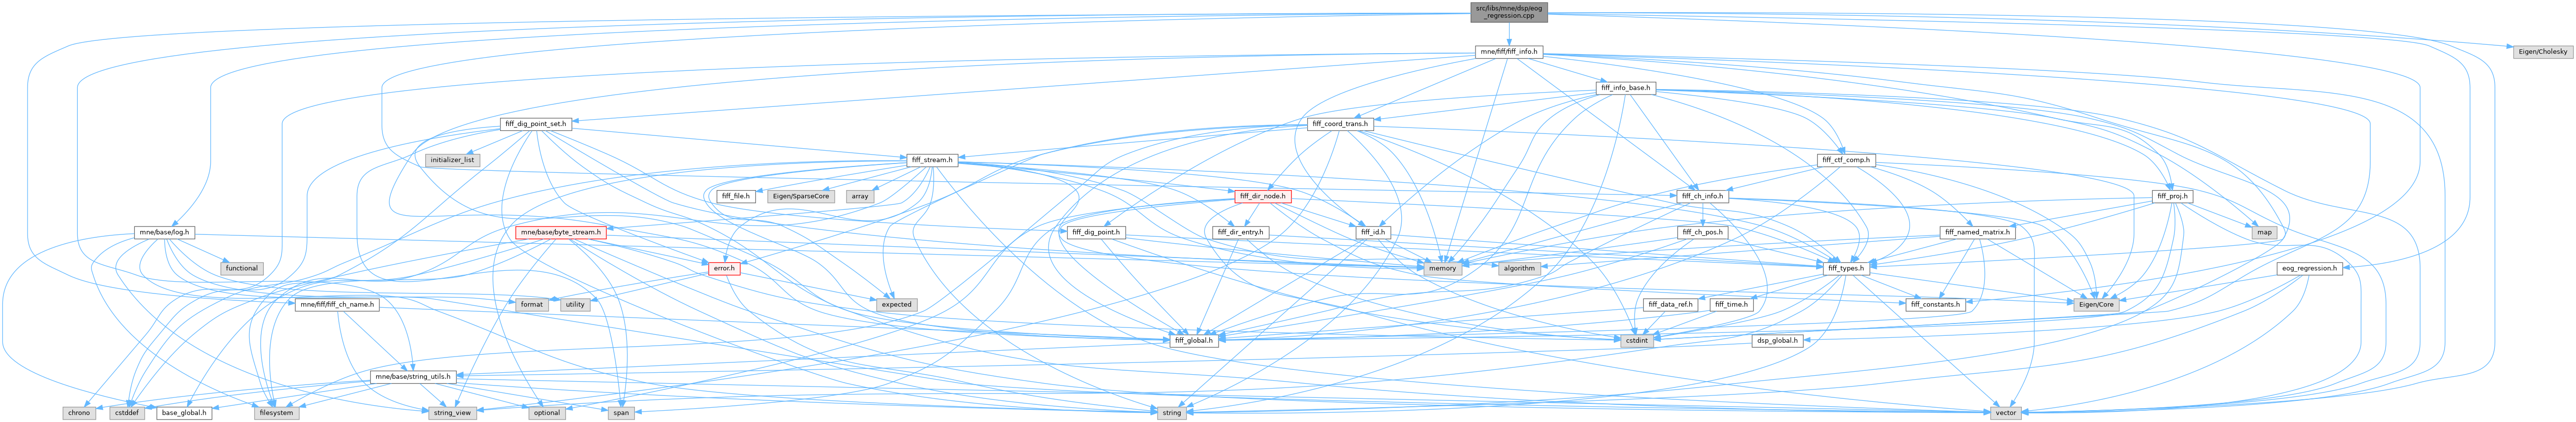 src/libs/mne/dsp/eog
_regression.cpp
mne/fiff/fiff_info.h
Eigen/Cholesky
fiff_info_base.h
fiff_dig_point_set.h
fiff_coord_trans.h
initializer_list
fiff_stream.h
fiff_ctf_comp.h
fiff_file.h
Eigen/SparseCore
array
fiff_dir_node.h
fiff_ch_info.h
fiff_proj.h
mne/base/log.h
mne/base/byte_stream.h
fiff_dig_point.h
fiff_dir_entry.h
fiff_id.h
fiff_ch_pos.h
fiff_named_matrix.h
map
functional
error.h
memory
algorithm
fiff_types.h
eog_regression.h
mne/fiff/fiff_ch_name.h
format
utility
expected
fiff_data_ref.h
fiff_time.h
fiff_constants.h
Eigen/Core
fiff_global.h
cstdint
dsp_global.h
mne/base/string_utils.h
chrono
cstddef
base_global.h
filesystem
string_view
optional
span
string
vector